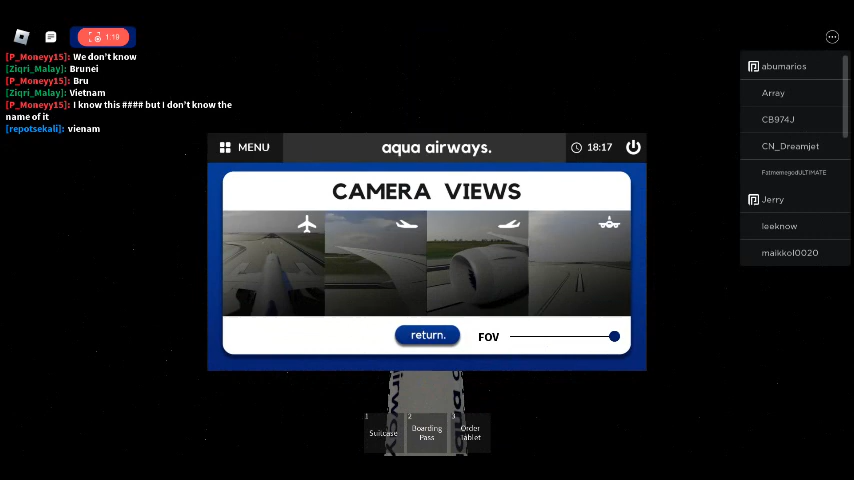 1:19
[P_Moneyy15]: We don't know
[Ziqri_Malay]: Brunei
[P_Moneyy15]: Bru
[Ziqri_Malay]: Vietnam
[P_Moneyy15]: I know this #### but I don't know the
name of it
[repotsekali]: vienam
MENU
aqua airways.
18:17
CAMERA VIEWS
return.
FOV
1
Suitcase
2
Boarding
Pass
3
Order
Tablet
abumarios
Array
CB974J
CN_Dreamjet
FatmemegodULTIMATE
Jerry
leeknow
maikkol0020